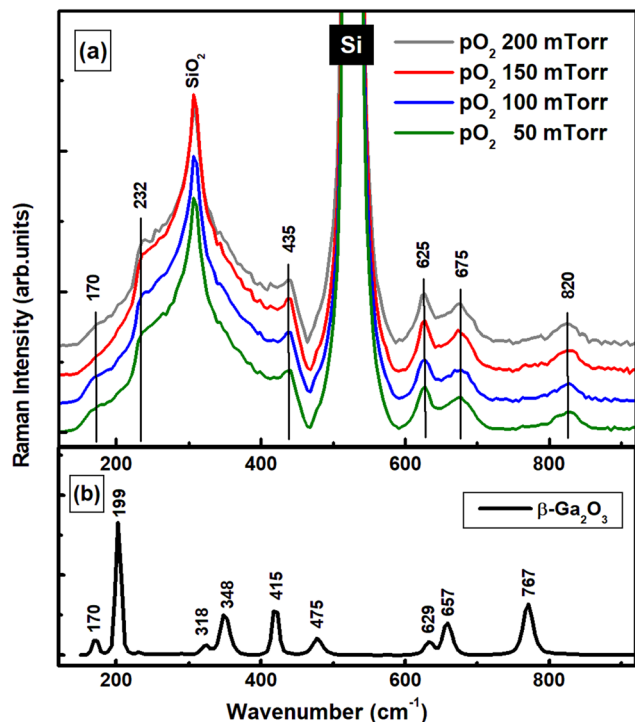 (a)
Si
pO₂ 200 mTorr
pO₂ 150 mTorr
pO₂ 100 mTorr
pO₂ 50 mTorr
SiO₂
170
232
435
625
675
820
Raman Intensity (arb.units)
200 400 600 800
(b)
β-Ga₂O₃
170
199
318
348
415
475
629
657
767
200 400 600 800
Wavenumber (cm⁻¹)